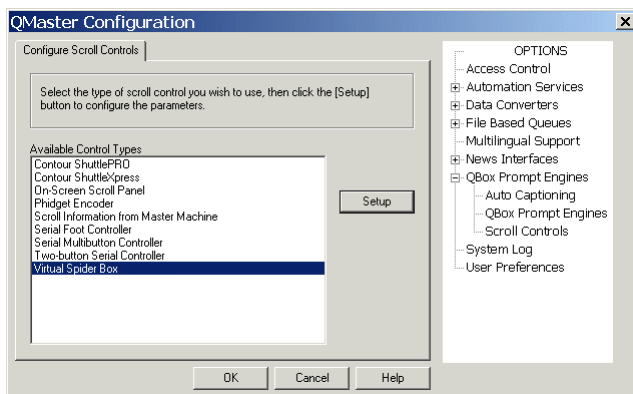 QMaster Configuration
Configure Scroll Controls
Select the type of scroll control you wish to use, then click the [Setup]
button to configure the parameters.
Available Control Types
Contour ShuttlePRO
Contour ShuttleXpress
On-Screen Scroll Panel
Phidget Encoder
Scroll Information from Master Machine
Serial Foot Controller
Serial Multibutton Controller
Two-button Serial Controller
Virtual Spider Box
Setup
OK
Cancel
Help
OPTIONS
Access Control
Automation Services
Data Converters
File Based Queues
Multilingual Support
News Interfaces
QBox Prompt Engines
Auto Captioning
QBox Prompt Engines
Scroll Controls
System Log
User Preferences